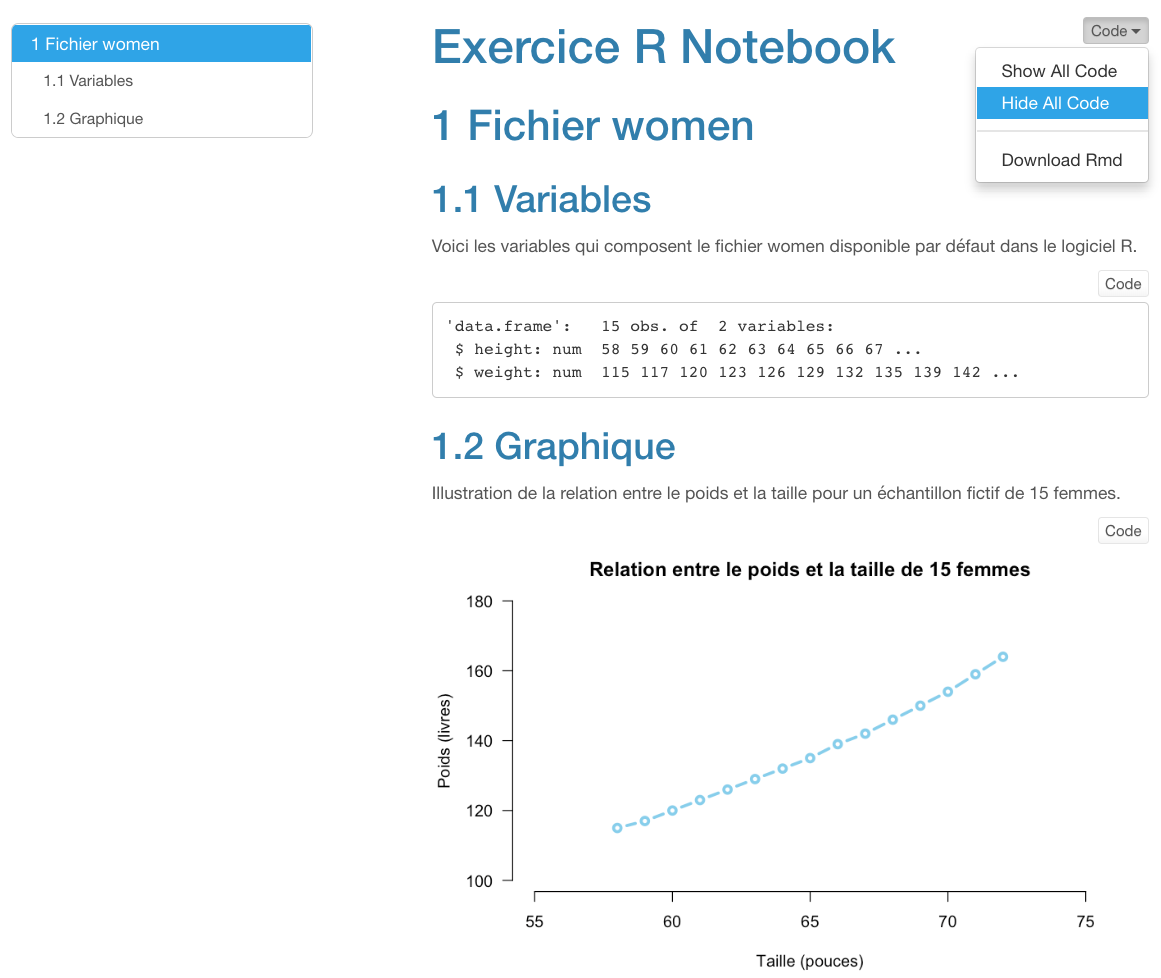 1 Fichier women
1.1 Variables
1.2 Graphique
Code
Show All Code
Hide All Code
Download Rmd
Exercice R Notebook
1 Fichier women
1.1 Variables
Voici les variables qui composent le fichier women disponible par défaut dans le logiciel R.
Code
'data.frame':   15 obs. of  2 variables:
 $ height: num  58 59 60 61 62 63 64 65 66 67 ...
 $ weight: num  115 117 120 123 126 129 132 135 139 142 ...
1.2 Graphique
Illustration de la relation entre le poids et la taille pour un échantillon fictif de 15 femmes.
Code
Relation entre le poids et la taille de 15 femmes
180
160
140
120
100
Poids (livres)
55 60 65 70 75
Taille (pouces)